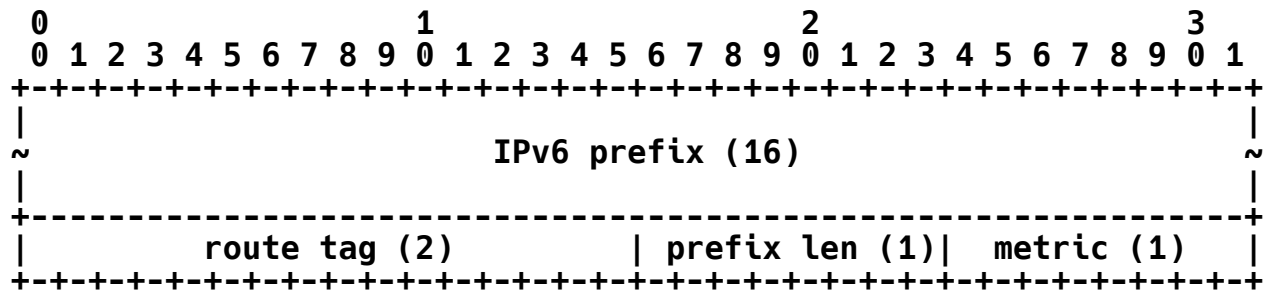 0                   1                   2                   3
0 1 2 3 4 5 6 7 8 9 0 1 2 3 4 5 6 7 8 9 0 1 2 3 4 5 6 7 8 9 0 1
+-+-+-+-+-+-+-+-+-+-+-+-+-+-+-+-+-+-+-+-+-+-+-+-+-+-+-+-+-+-+-+-+
|                                                               |
~                        IPv6 prefix (16)                       ~
|                                                               |
+---------------------------------------------------------------+
|         route tag (2)         | prefix len (1)|  metric (1)   |
+-+-+-+-+-+-+-+-+-+-+-+-+-+-+-+-+-+-+-+-+-+-+-+-+-+-+-+-+-+-+-+-+